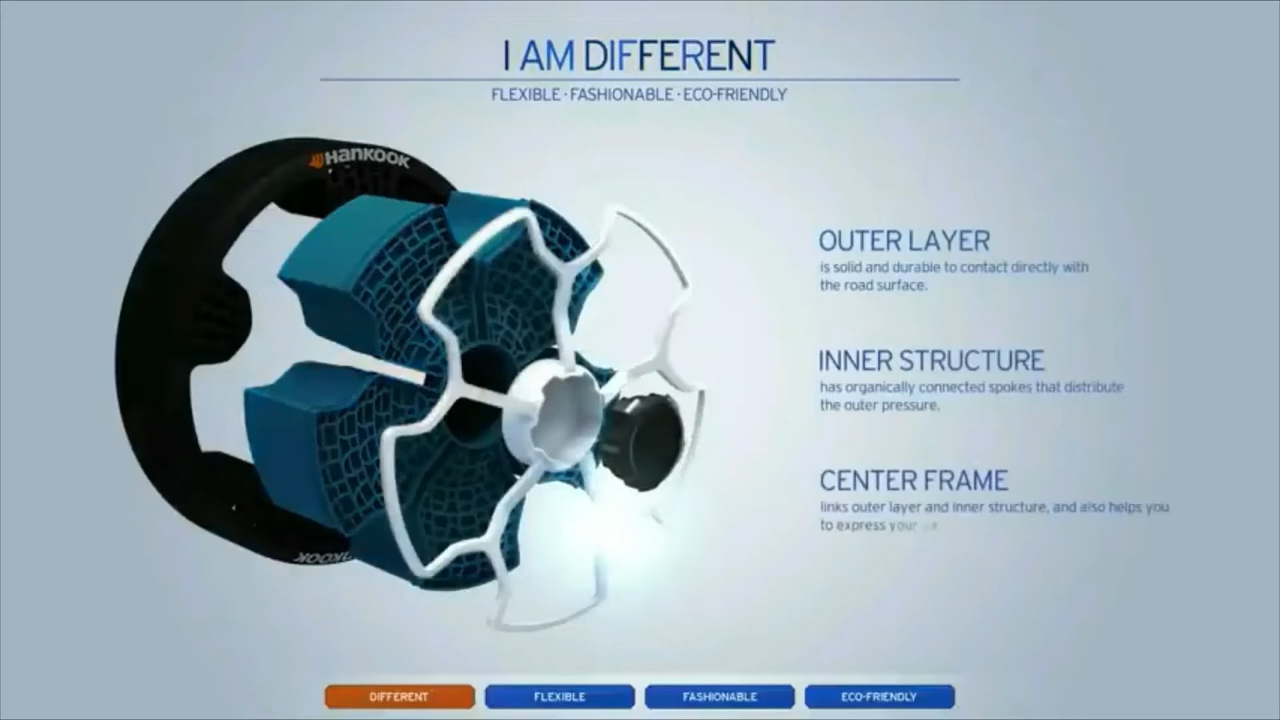 I AM DIFFERENT
FLEXIBLE · FASHIONABLE · ECO-FRIENDLY
HANKOOK
OUTER LAYER
is solid and durable to contact directly with
the road surface.
INNER STRUCTURE
has organically connected spokes that distribute
the outer pressure.
CENTER FRAME
links outer layer and inner structure, and also helps you
to express your
DIFFERENT
FLEXIBLE
FASHIONABLE
ECO-FRIENDLY